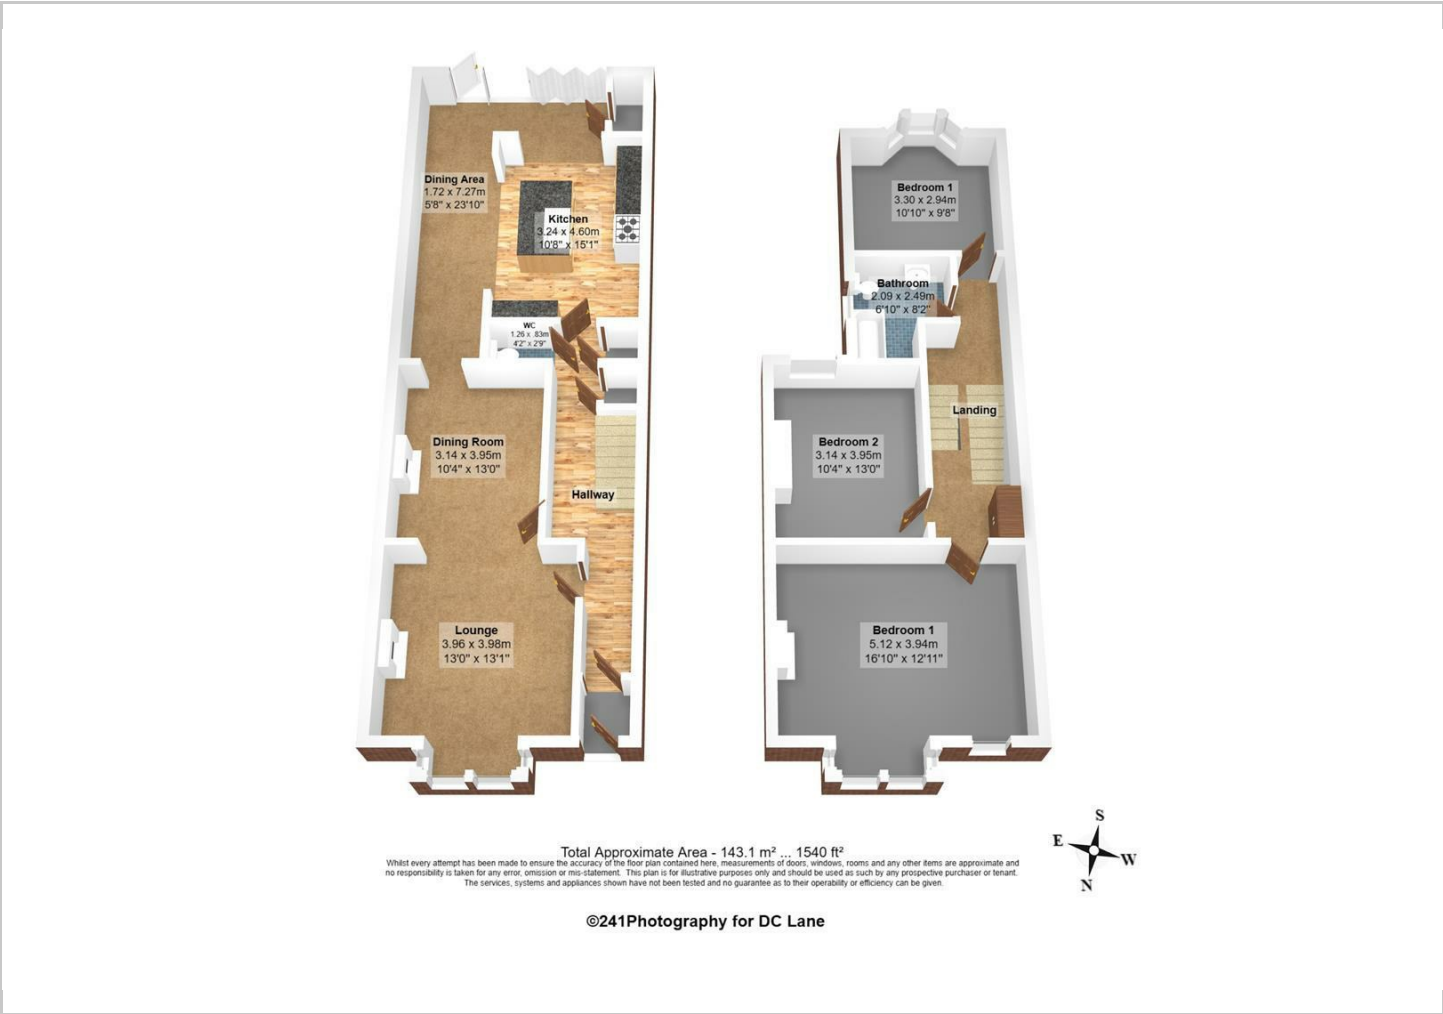 Dining Area
1.72 x 7.27m
5'8" x 23'10"
Kitchen
3.24 x 4.60m
10'8" x 15'1"
WC
1.26 x .83m
4'2" x 2'9"
Dining Room
3.14 x 3.95m
10'4" x 13'0"
Hallway
Lounge
3.96 x 3.98m
13'0" x 13'1"
Bedroom 1
3.30 x 2.94m
10'10" x 9'8"
Bathroom
2.09 x 2.49m
6'10" x 8'2"
Landing
Bedroom 2
3.14 x 3.95m
10'4" x 13'0"
Bedroom 1
5.12 x 3.94m
16'10" x 12'11"
S
E
W
N
Total Approximate Area - 143.1 m² ... 1540 ft²
Whilst every attempt has been made to ensure the accuracy of the floor plan contained here, measurements of doors, windows, rooms and any other items are approximate and
no responsibility is taken for any error, omission or mis-statement. This plan is for illustrative purposes only and should be used as such by any prospective purchaser or tenant.
The services, systems and appliances shown have not been tested and no guarantee as to their operability or efficiency can be given.
©241Photography for DC Lane